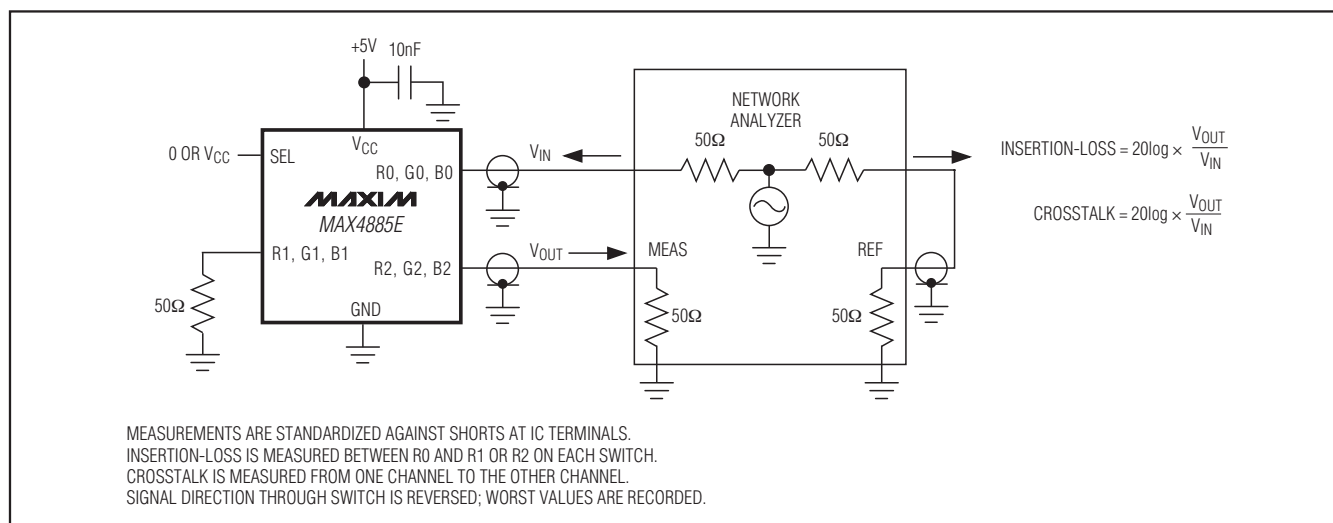 +5V
10nF
NETWORK
ANALYZER
50Ω
50Ω
0 OR VCC
SEL
VCC
R0, G0, B0
VIN
MAXIM
MAX4885E
INSERTION-LOSS = 20log × VOUT
VIN
CROSSTALK = 20log × VOUT
VIN
R1, G1, B1
R2, G2, B2
VOUT
MEAS
REF
50Ω
GND
50Ω
50Ω
MEASUREMENTS ARE STANDARDIZED AGAINST SHORTS AT IC TERMINALS.
INSERTION-LOSS IS MEASURED BETWEEN R0 AND R1 OR R2 ON EACH SWITCH.
CROSSTALK IS MEASURED FROM ONE CHANNEL TO THE OTHER CHANNEL.
SIGNAL DIRECTION THROUGH SWITCH IS REVERSED; WORST VALUES ARE RECORDED.